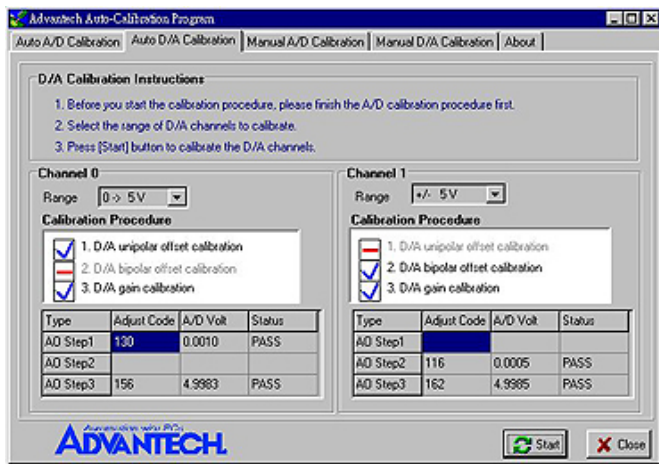 Advantech Auto-Calibration Program
Auto A/D Calibration Auto D/A Calibration Manual A/D Calibration Manual D/A Calibration About
D/A Calibration Instructions
1. Before you start the calibration procedure, please finish the A/D calibration procedure first.
2. Select the range of D/A channels to calibrate.
3. Press [Start] button to calibrate the D/A channels.
Channel 0
Range 0 -> 5 V
Calibration Procedure
1. D/A unipolar offset calibration
2. D/A bipolar offset calibration
3. D/A gain calibration
Type Adjust Code A/D Volt Status
AO Step1 130 0.0010 PASS
AO Step2
AO Step3 156 4.9983 PASS
Channel 1
Range +/- 5 V
Calibration Procedure
1. D/A unipolar offset calibration
2. D/A bipolar offset calibration
3. D/A gain calibration
Type Adjust Code A/D Volt Status
AO Step1
AO Step2 116 0.0005 PASS
AO Step3 162 4.9985 PASS
Automation with PCs
ADVANTECH.
Start Close